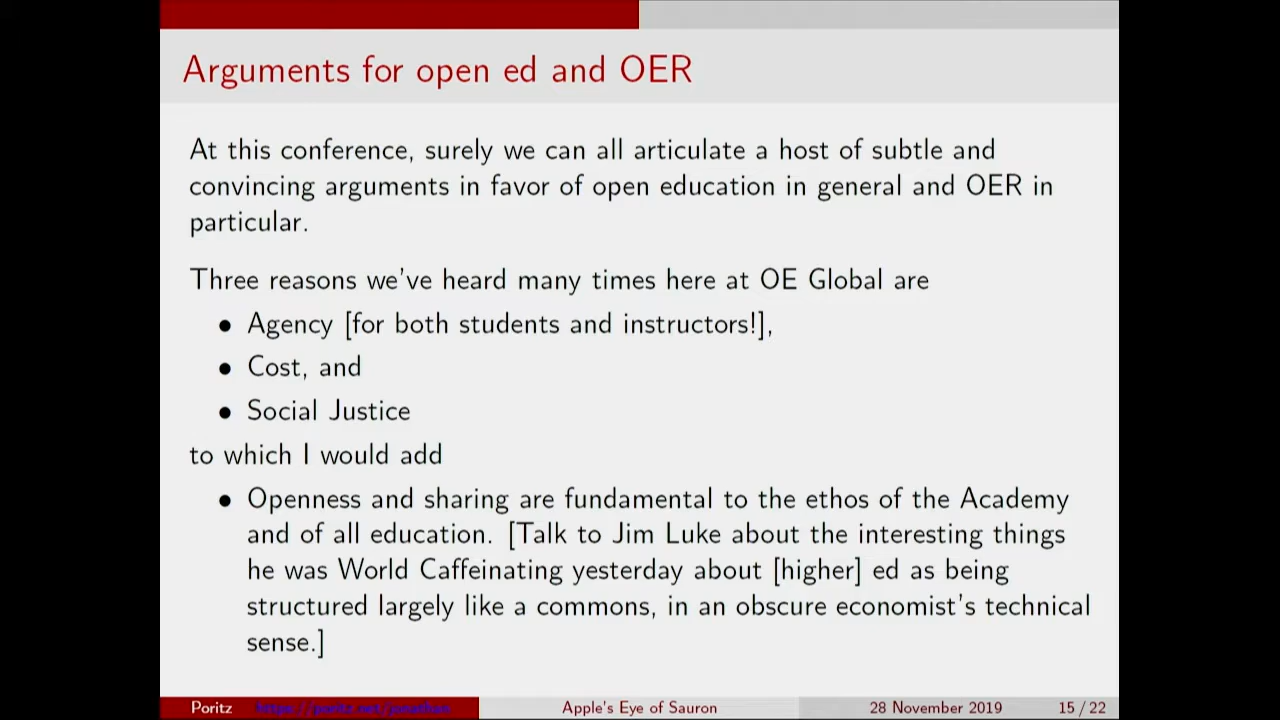 Arguments for open ed and OER
At this conference, surely we can all articulate a host of subtle and
convincing arguments in favor of open education in general and OER in
particular.
Three reasons we've heard many times here at OE Global are
• Agency [for both students and instructors!],
• Cost, and
• Social Justice
to which I would add
• Openness and sharing are fundamental to the ethos of the Academy
and of all education. [Talk to Jim Luke about the interesting things
he was World Caffeinating yesterday about [higher] ed as being
structured largely like a commons, in an obscure economist's technical
sense.]
Poritz https://poritz.net/jonathan Apple's Eye of Sauron 28 November 2019 15 / 22